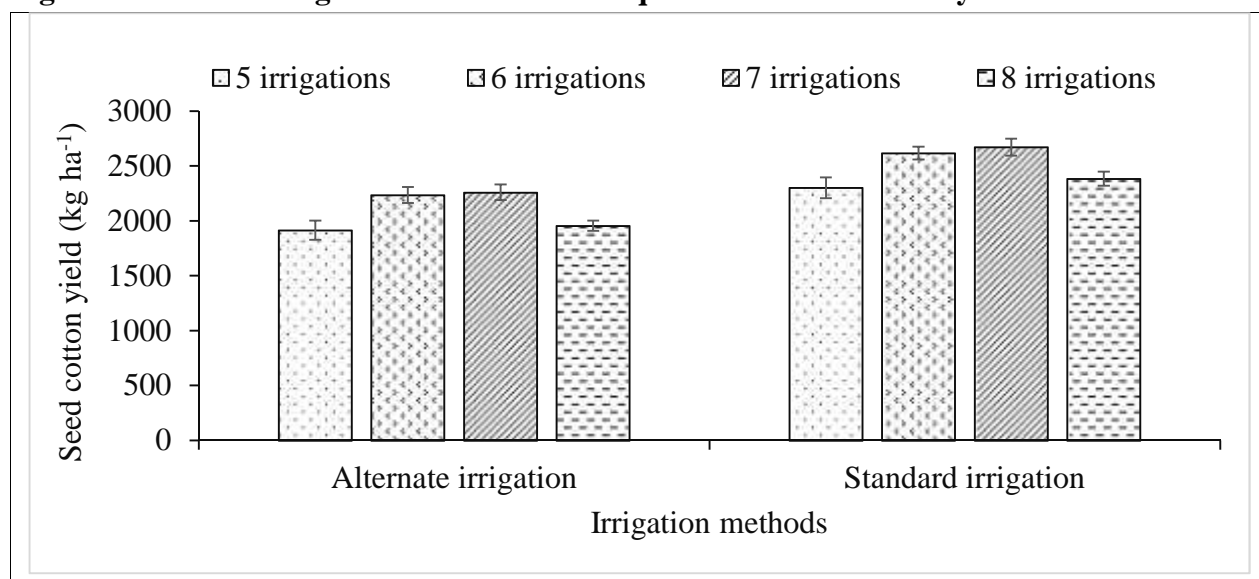 5 irrigations 6 irrigations 7 irrigations 8 irrigations
3000
2500
2000
1500
1000
500
0
Seed cotton yield (kg ha-1)
Alternate irrigation Standard irrigation
Irrigation methods